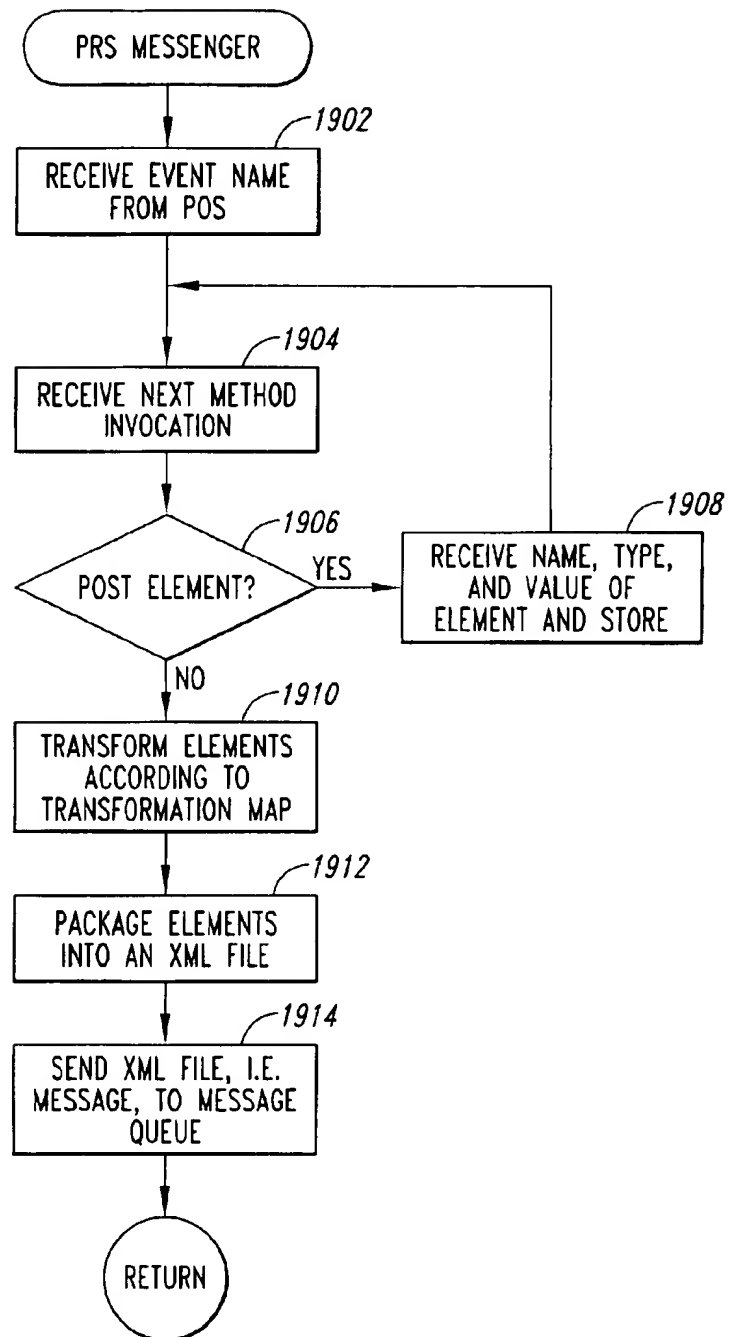 PRS MESSENGER
1902
RECEIVE EVENT NAME
FROM POS
1904
RECEIVE NEXT METHOD
INVOCATION
1906
POST ELEMENT?
YES
1908
RECEIVE NAME, TYPE,
AND VALUE OF
ELEMENT AND STORE
NO
1910
TRANSFORM ELEMENTS
ACCORDING TO
TRANSFORMATION MAP
1912
PACKAGE ELEMENTS
INTO AN XML FILE
1914
SEND XML FILE, I.E.
MESSAGE, TO MESSAGE
QUEUE
RETURN